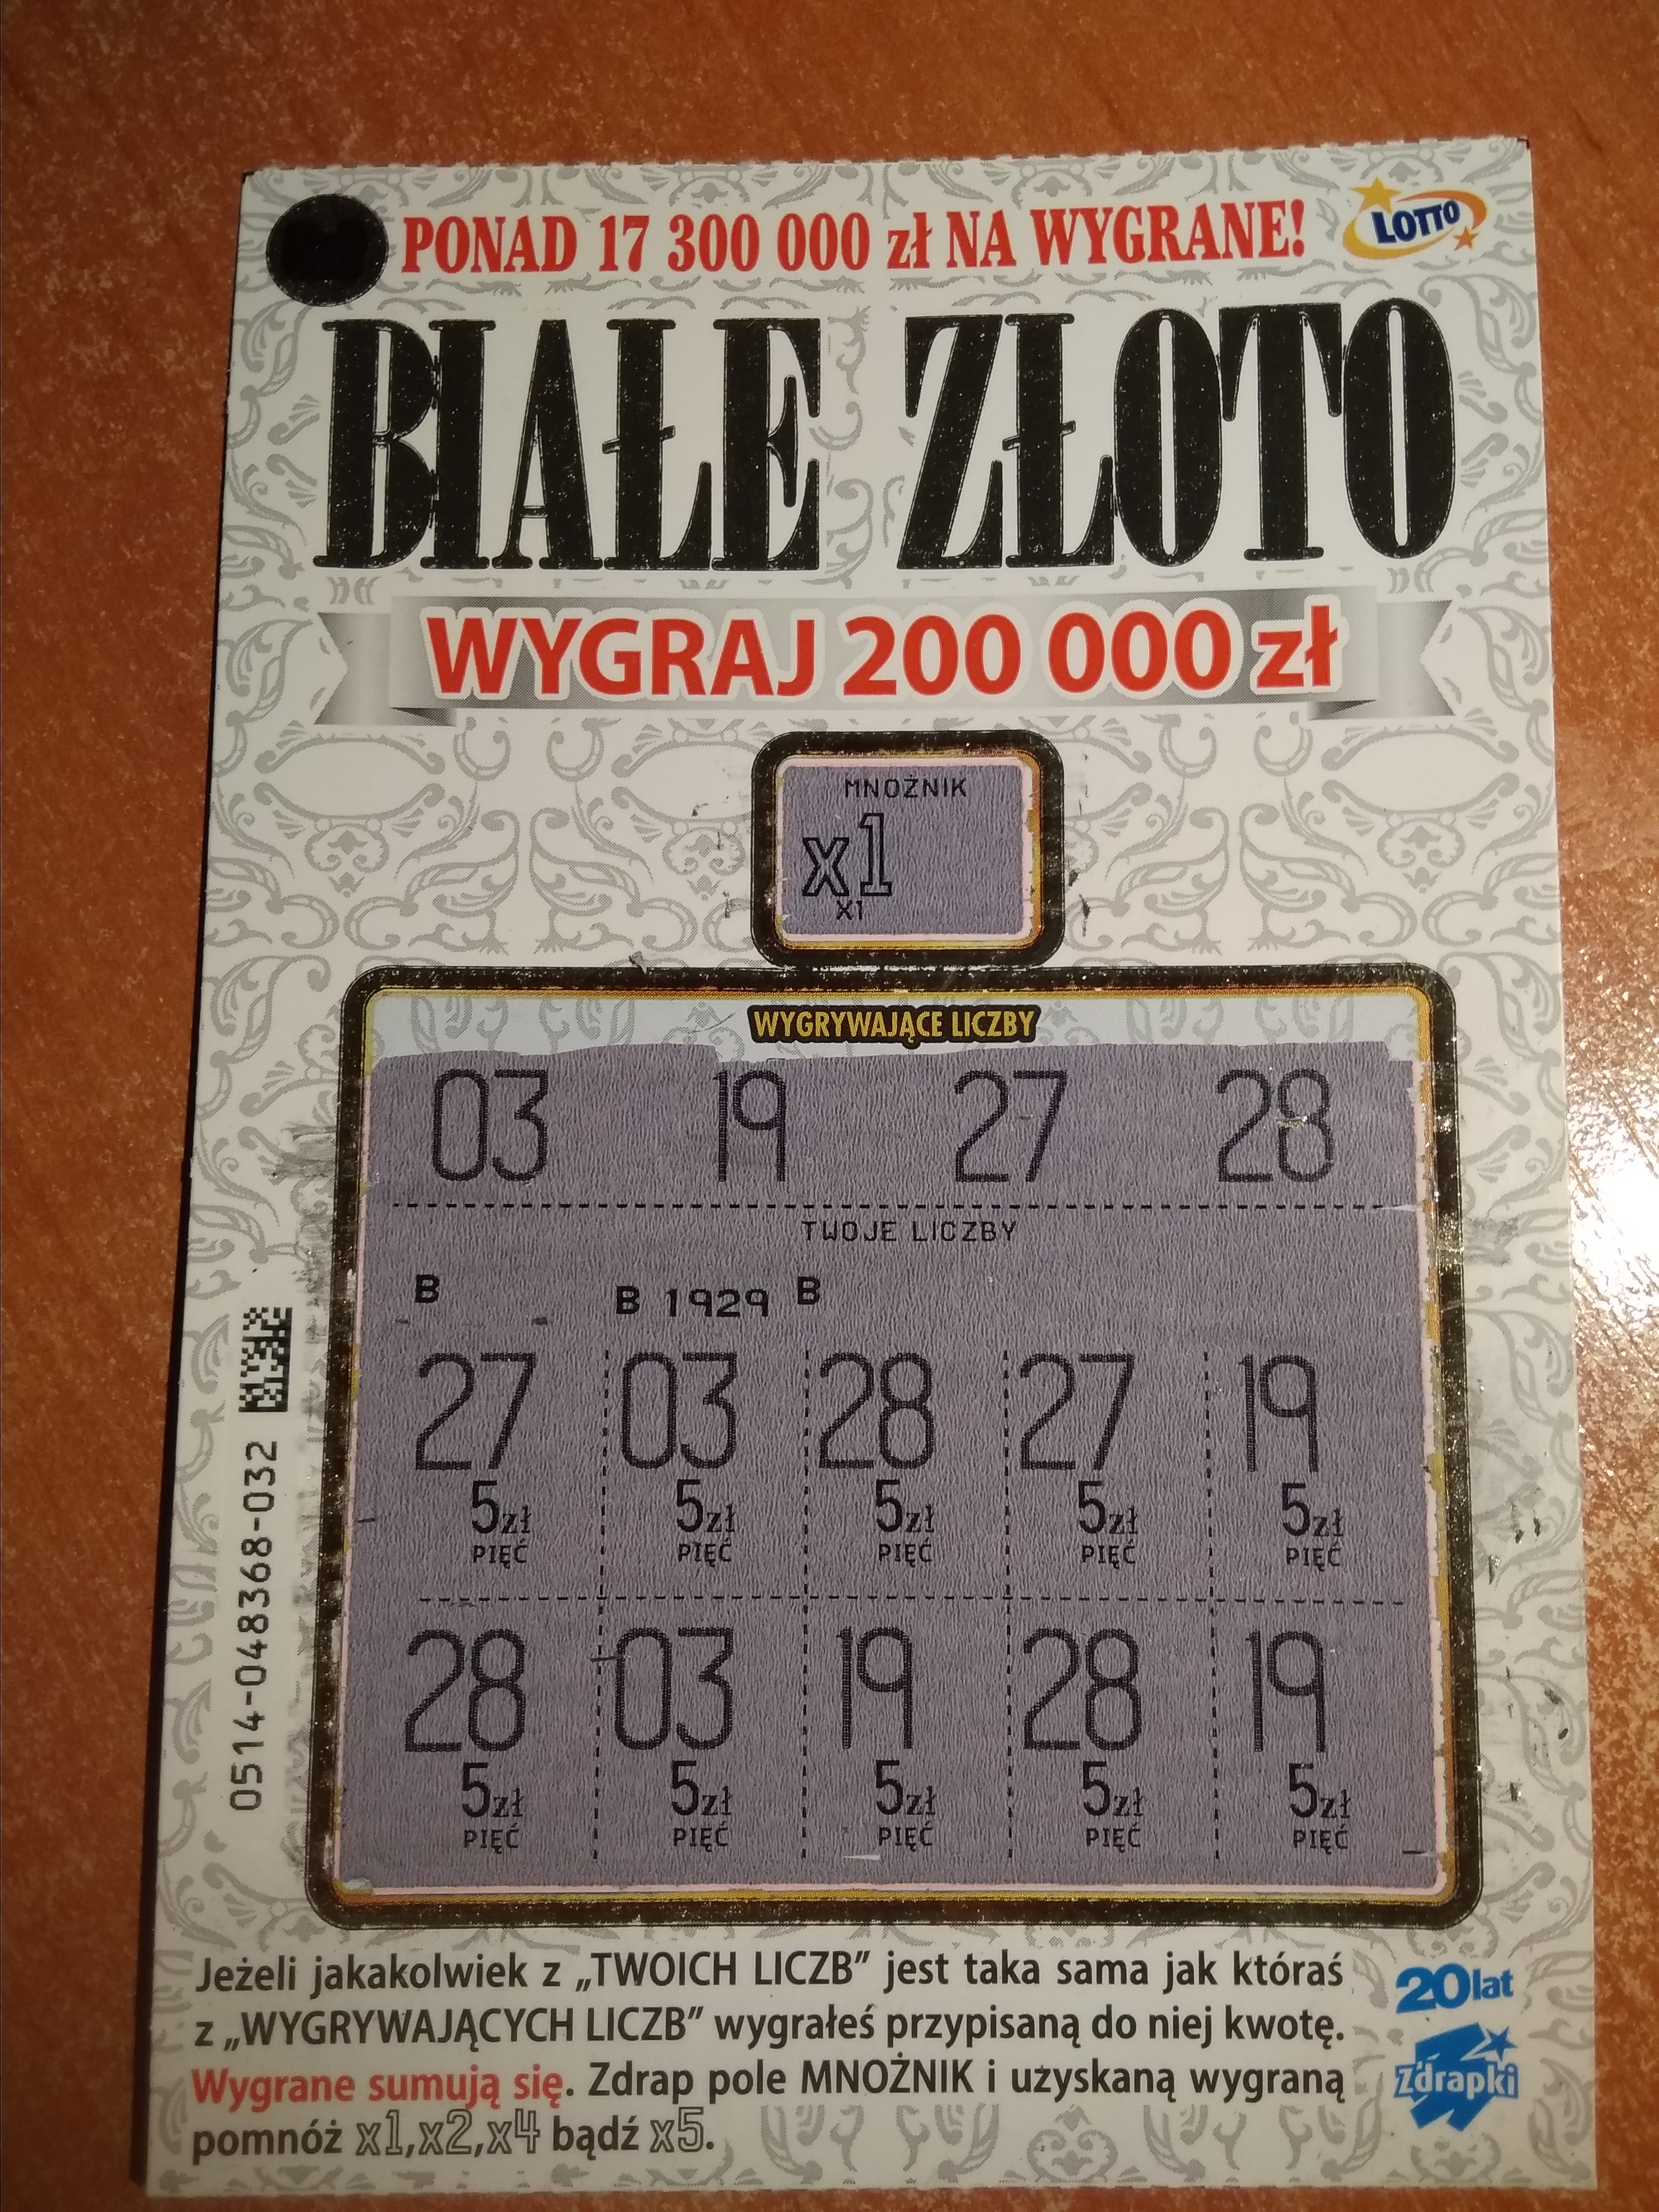 PONAD 17 300 000 zł NA WYGRANE!
LOTTO
BIAŁE ZŁOTO
WYGRAJ 200 000 zł
MNOŻNIK
x1
X1
WYGRYWAJĄCE LICZBY
03 19 27 28
TWOJE LICZBY
B B 1929 B
27 03 28 27 19
5zł 5zł 5zł 5zł 5zł
PIĘĆ PIĘĆ PIĘĆ PIĘĆ PIĘĆ
28 03 19 28 19
5zł 5zł 5zł 5zł 5zł
PIĘĆ PIĘĆ PIĘĆ PIĘĆ PIĘĆ
0514-048368-032
Jeżeli jakakolwiek z „TWOICH LICZB” jest taka sama jak któraś
z „WYGRYWAJĄCYCH LICZB” wygrałeś przypisaną do niej kwotę.
Wygrane sumują się. Zdrap pole MNOŻNIK i uzyskaną wygraną
pomnóż x1,x2,x4 bądź x5.
20 lat
Zdrapki